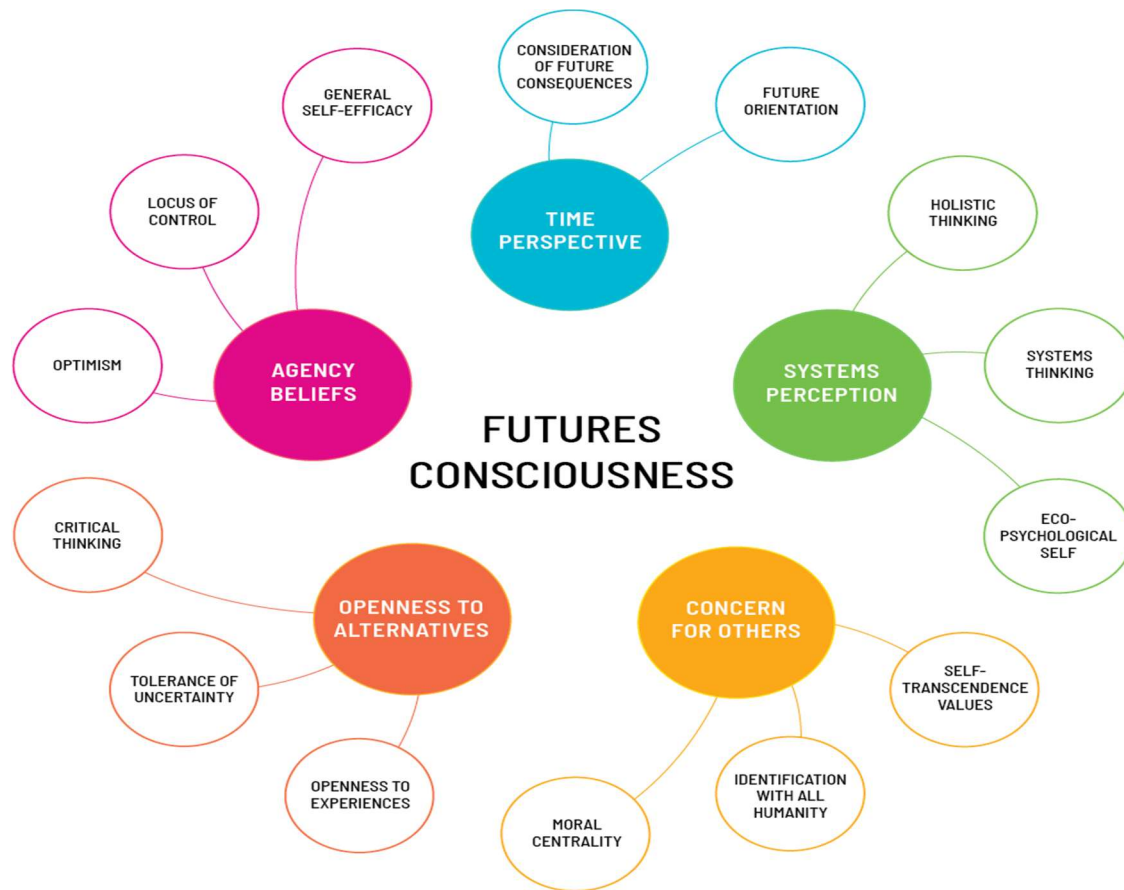 CONSIDERATION
OF FUTURE
CONSEQUENCES
FUTURE
ORIENTATION
TIME
PERSPECTIVE
GENERAL
SELF-EFFICACY
LOCUS OF
CONTROL
OPTIMISM
AGENCY
BELIEFS
HOLISTIC
THINKING
SYSTEMS
THINKING
ECO-
PSYCHOLOGICAL
SELF
SYSTEMS
PERCEPTION
FUTURES
CONSCIOUSNESS
CRITICAL
THINKING
TOLERANCE OF
UNCERTAINTY
OPENNESS TO
EXPERIENCES
OPENNESS TO
ALTERNATIVES
CONCERN
FOR OTHERS
SELF-
TRANSCENDENCE
VALUES
IDENTIFICATION
WITH ALL
HUMANITY
MORAL
CENTRALITY